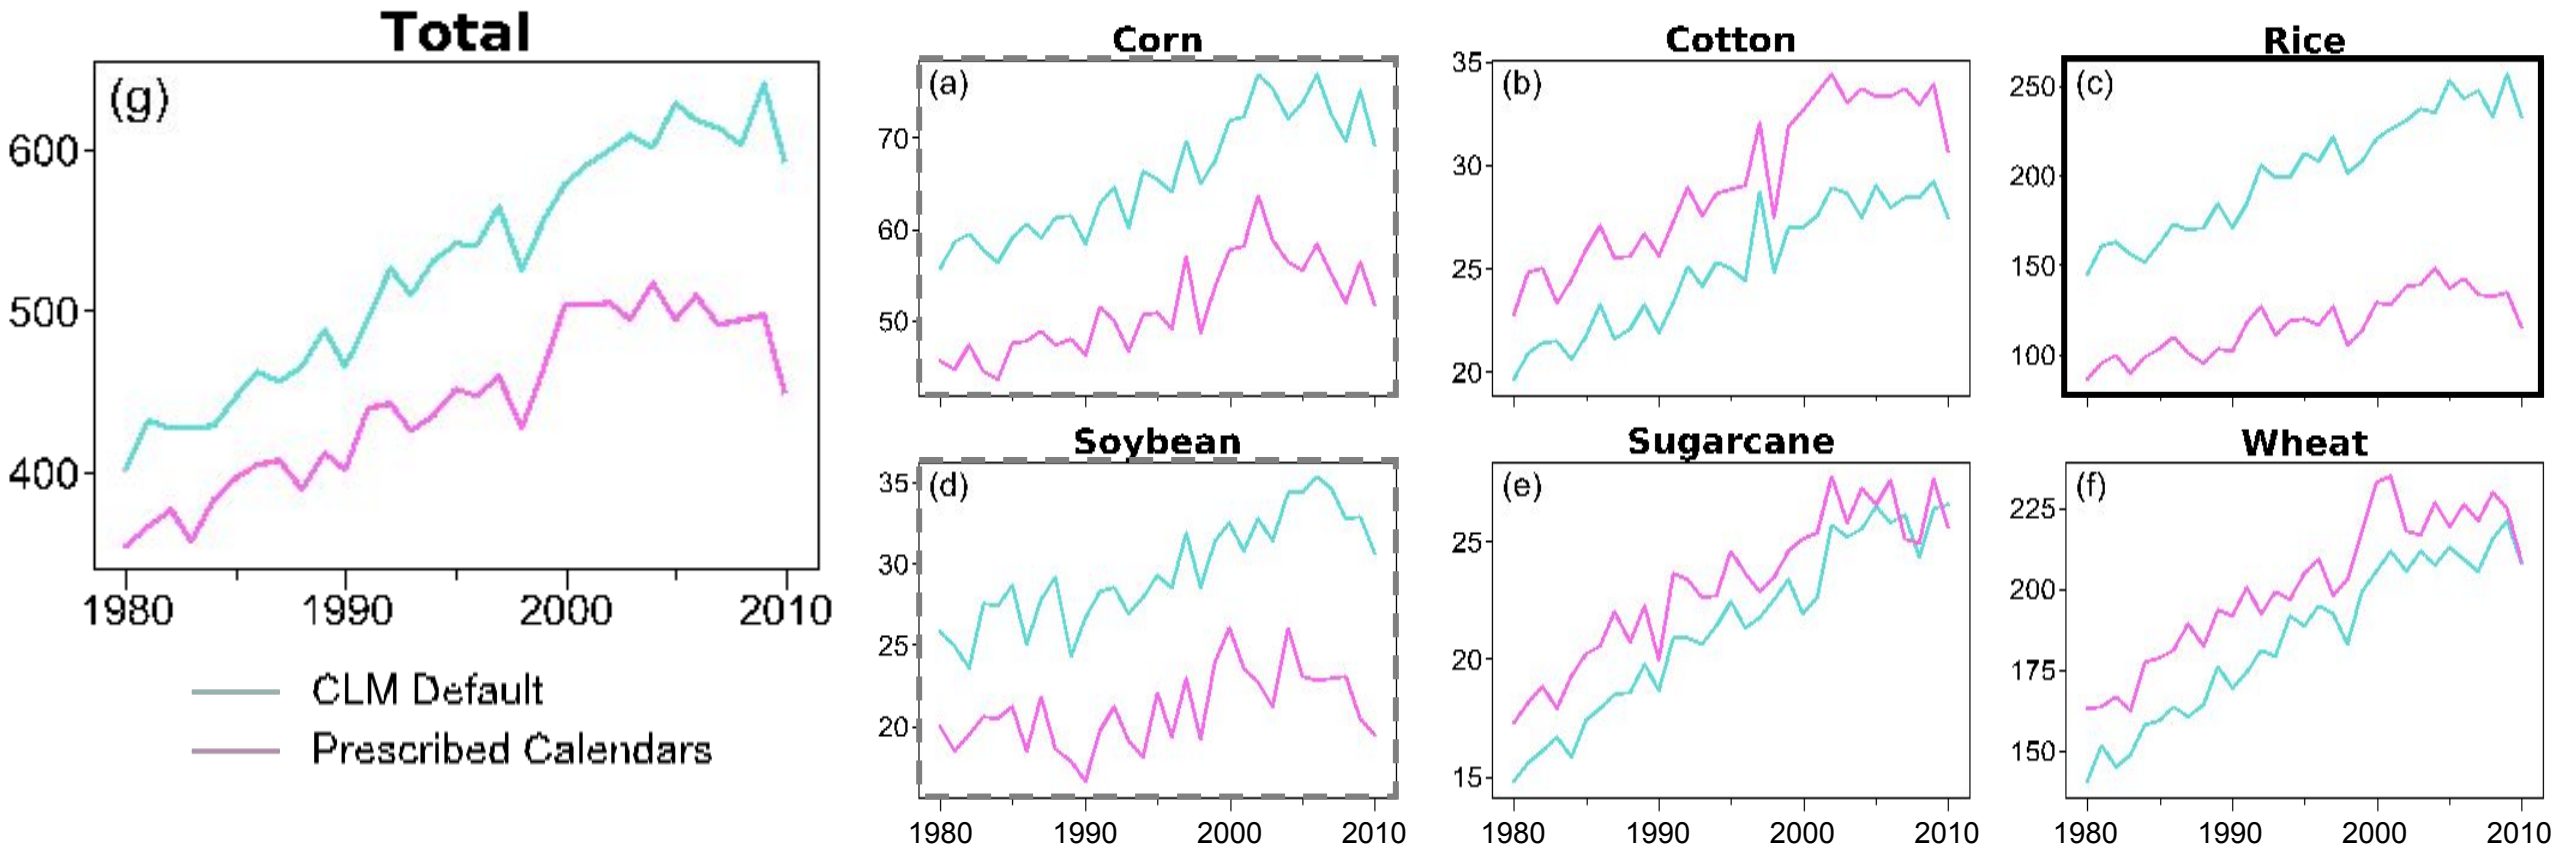 Total
(g)
600
500
400
1980 1990 2000 2010
CLM Default
Prescribed Calendars
Corn
(a)
70
60
50
Cotton
(b)
35
30
25
20
Rice
(c)
250
200
150
100
Soybean
(d)
35
30
25
20
1980 1990 2000 2010
Sugarcane
(e)
25
20
15
1980 1990 2000 2010
Wheat
(f)
225
200
175
150
1980 1990 2000 2010